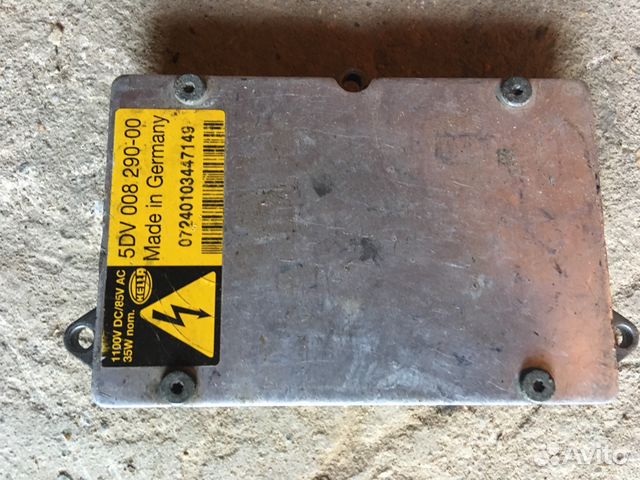 5DV 008 290-00
Made in Germany
07240103447149
1100V DC/85V AC
35W nom.
HELLA
Avito